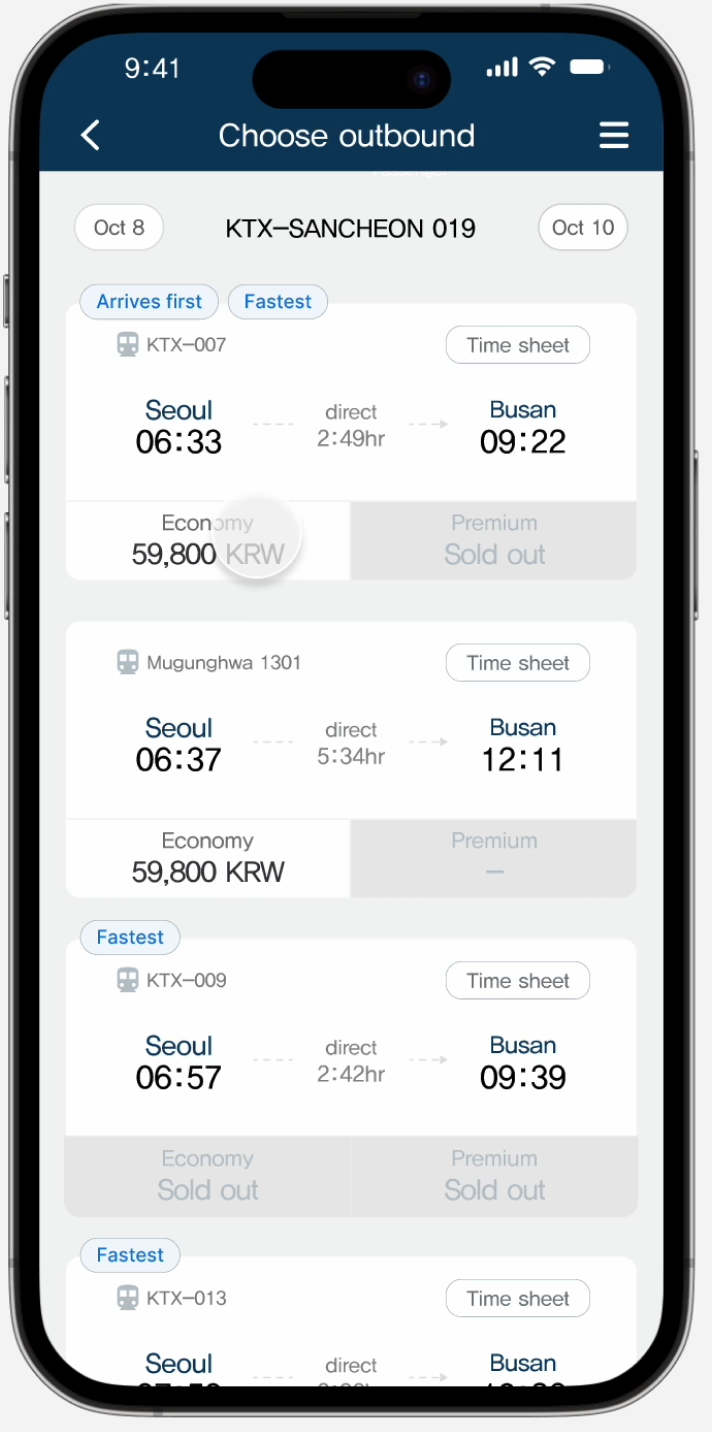 9:41
Choose outbound
Oct 8 KTX-SANCHEON 019 Oct 10
Arrives first Fastest
KTX-007 Time sheet
Seoul direct Busan
06:33 2:49hr 09:22
Economy Premium
59,800 KRW Sold out
Mugunghwa 1301 Time sheet
Seoul direct Busan
06:37 5:34hr 12:11
Economy Premium
59,800 KRW –
Fastest
KTX-009 Time sheet
Seoul direct Busan
06:57 2:42hr 09:39
Economy Premium
Sold out Sold out
Fastest
KTX-013 Time sheet
Seoul direct Busan